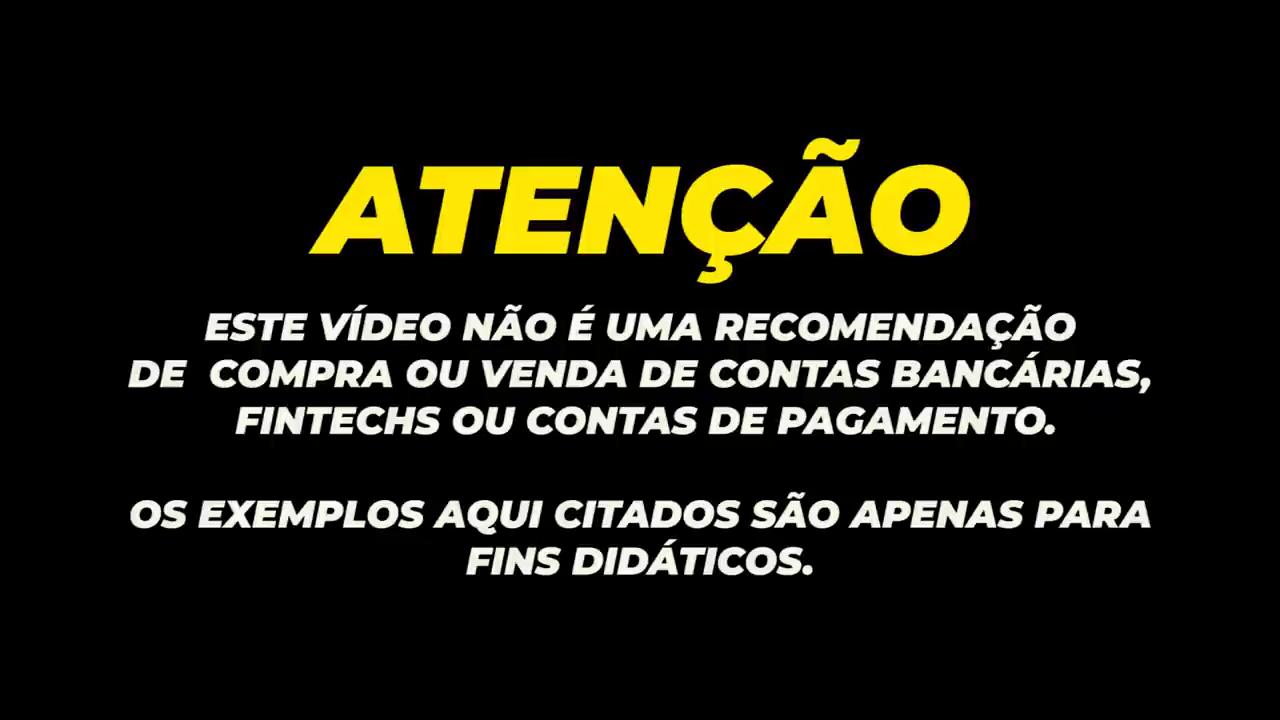 ATENÇÃO
ESTE VÍDEO NÃO É UMA RECOMENDAÇÃO
DE COMPRA OU VENDA DE CONTAS BANCÁRIAS,
FINTECHS OU CONTAS DE PAGAMENTO.
OS EXEMPLOS AQUI CITADOS SÃO APENAS PARA
FINS DIDÁTICOS.